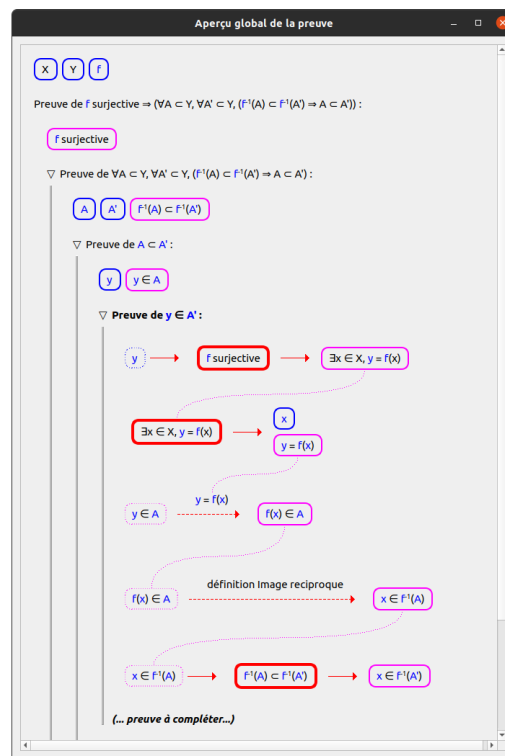 Aperçu global de la preuve
X Y f
Preuve de f surjective ⇒ (∀A ⊂ Y, ∀A' ⊂ Y, (f⁻¹(A) ⊂ f⁻¹(A') ⇒ A ⊂ A')) :
f surjective
▽ Preuve de ∀A ⊂ Y, ∀A' ⊂ Y, (f⁻¹(A) ⊂ f⁻¹(A') ⇒ A ⊂ A') :
A A' f⁻¹(A) ⊂ f⁻¹(A')
▽ Preuve de A ⊂ A' :
y y ∈ A
▽ Preuve de y ∈ A' :
y f surjective ∃x ∈ X, y = f(x)
∃x ∈ X, y = f(x) x
y = f(x)
y = f(x)
y ∈ A f(x) ∈ A
définition Image reciproque
f(x) ∈ A x ∈ f⁻¹(A)
x ∈ f⁻¹(A) f⁻¹(A) ⊂ f⁻¹(A') x ∈ f⁻¹(A')
(... preuve à compléter...)